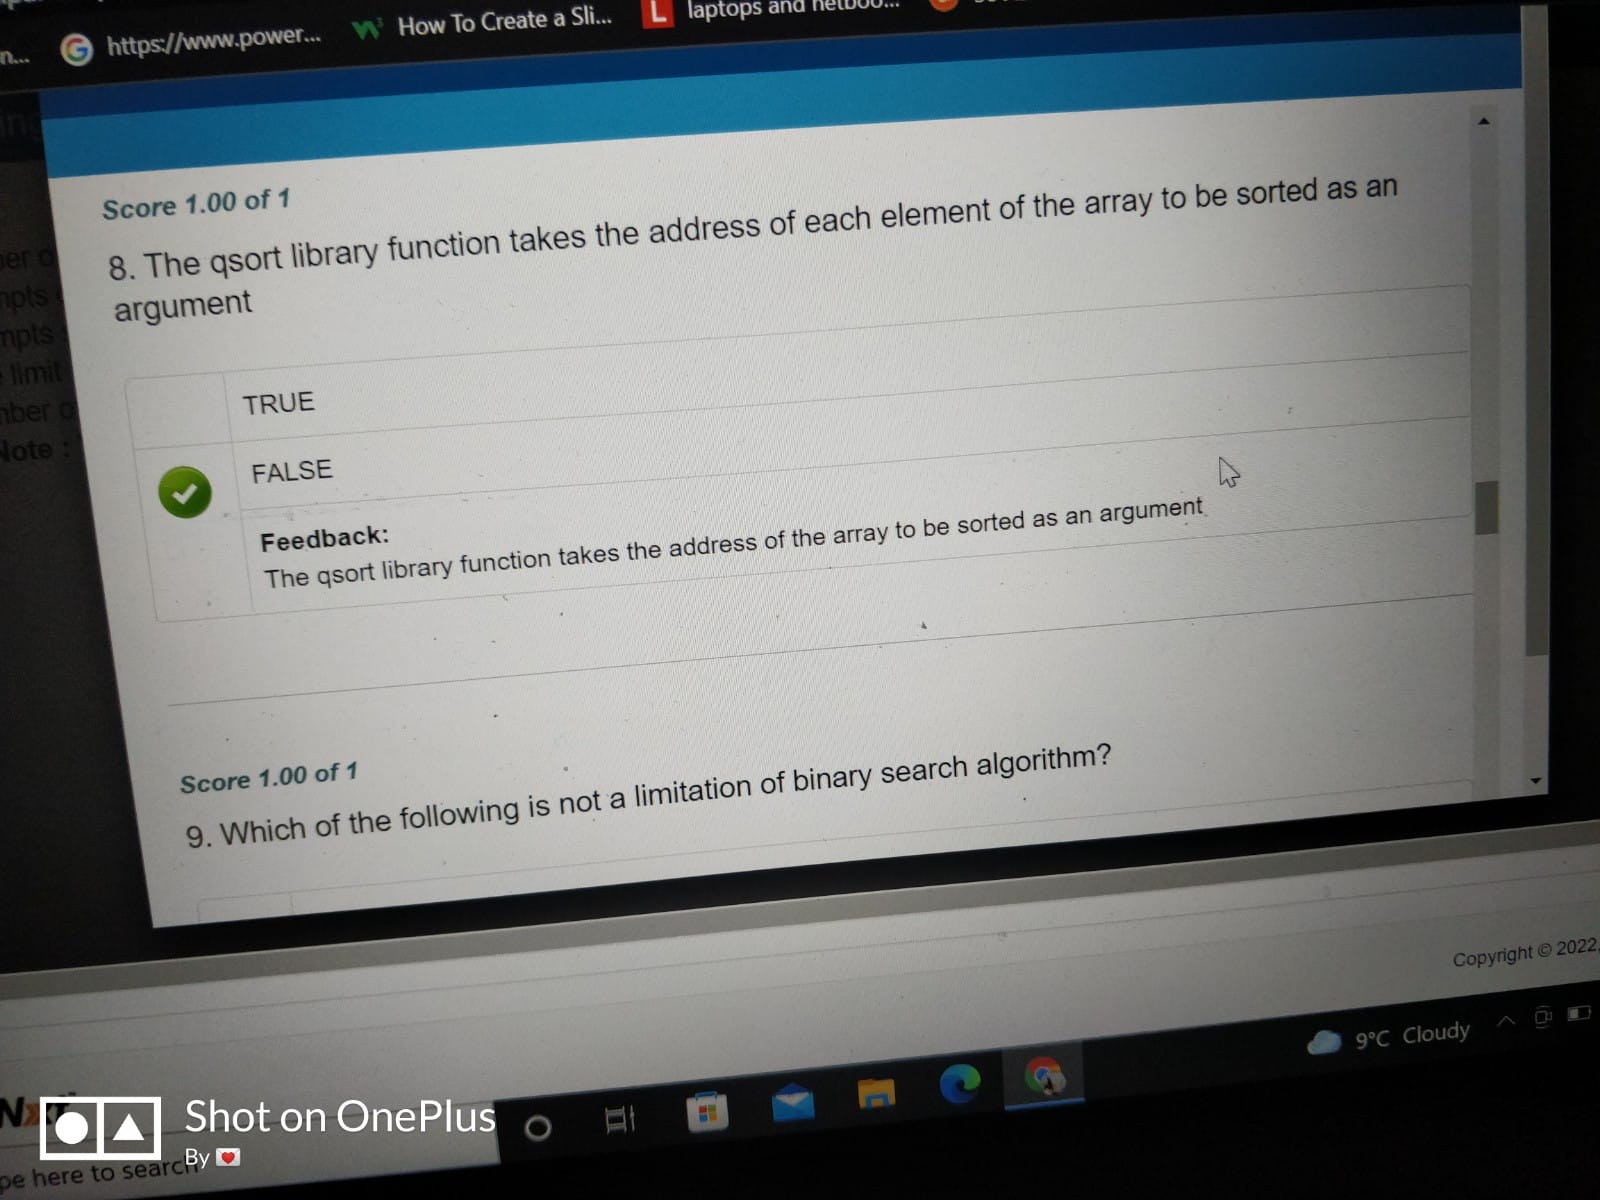 n... https://www.power... How To Create a Sli... L laptops and netboo...
Score 1.00 of 1
8. The qsort library function takes the address of each element of the array to be sorted as an
argument
mpts
mpts
limit
Note :
TRUE
FALSE
Feedback:
The qsort library function takes the address of the array to be sorted as an argument
Score 1.00 of 1
9. Which of the following is not a limitation of binary search algorithm?
Copyright © 2022
9°C Cloudy
Shot on OnePlus
By
pe here to search